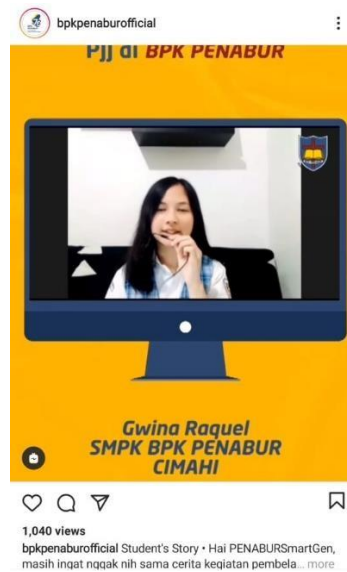 bpkpenaburofficial
Pjj di BPK PENABUR
Gwina Raquel
SMPK BPK PENABUR
CIMAHI
1,040 views
bpkpenaburofficial Student's Story • Hai PENABURSmartGen,
masih ingat nggak nih sama cerita kegiatan pembela... more